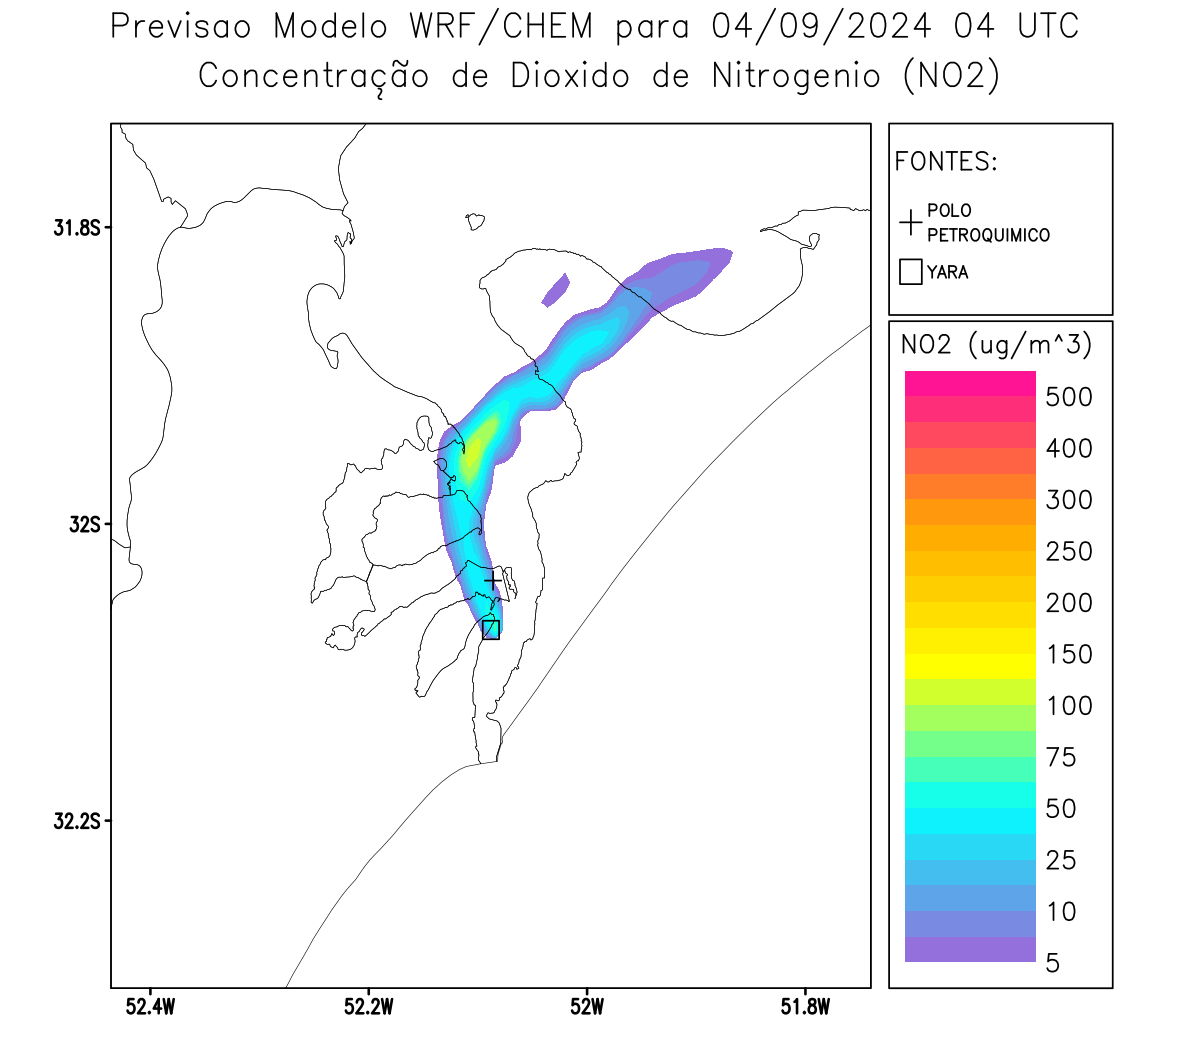 Previsao Modelo WRF/CHEM para 04/09/2024 04 UTC
Concentração de Dioxido de Nitrogenio (NO2)
FONTES:
POLO
PETROQUIMICO
YARA
NO2 (ug/m^3)
500
400
300
250
200
150
100
75
50
25
10
5
31.8S
32S
32.2S
52.4W
52.2W
52W
51.8W